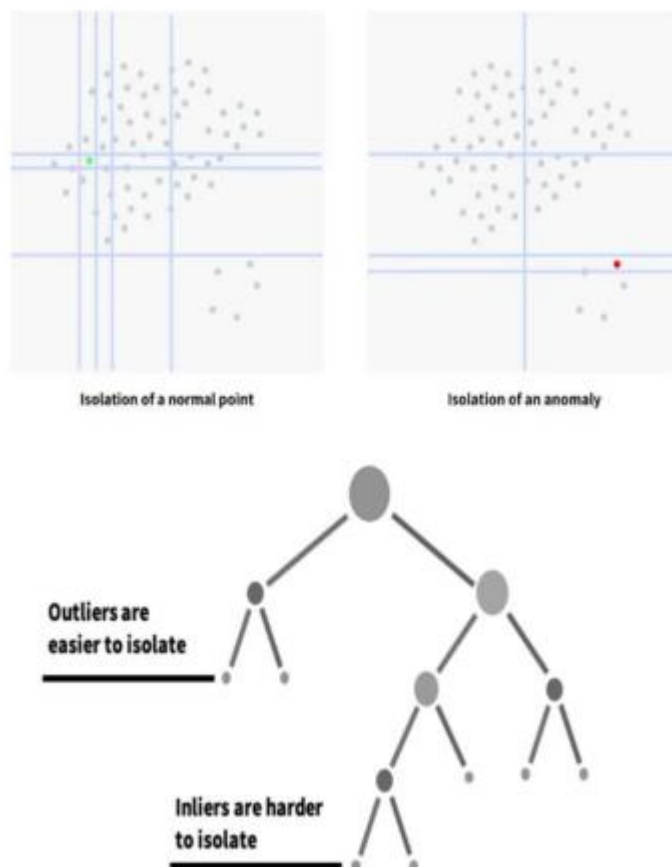 Isolation of a normal point
Isolation of an anomaly
Outliers are
easier to isolate
Inliers are harder
to isolate